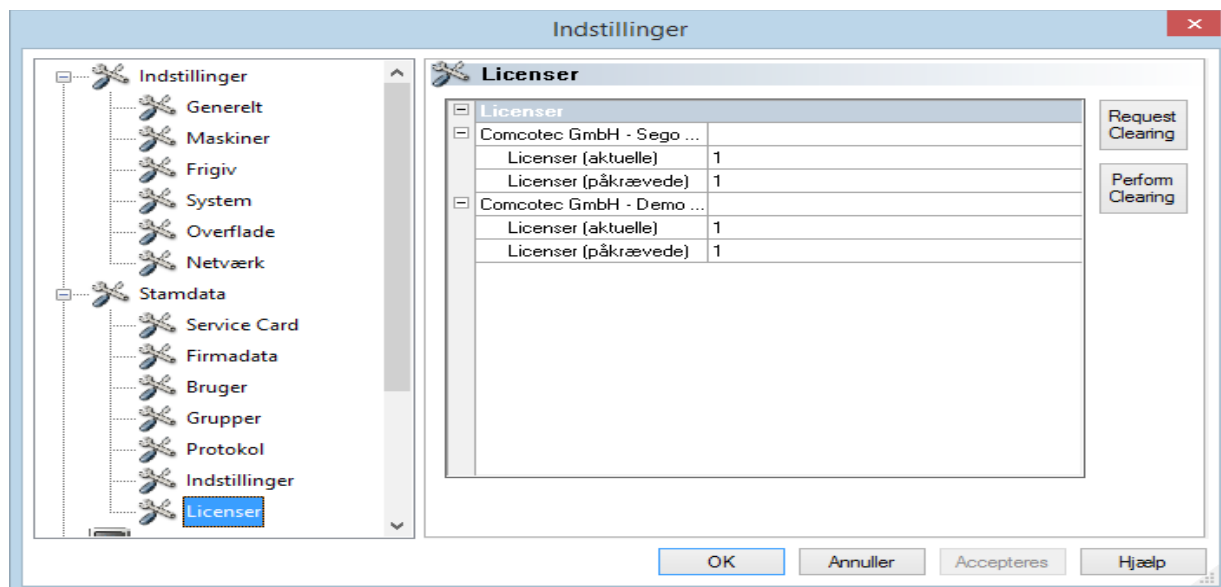 Indstillinger
Indstillinger
Generelt
Maskiner
Frigiv
System
Overflade
Netværk
Stamdata
Service Card
Firmadata
Bruger
Grupper
Protokol
Indstillinger
Licenser
Licenser
Licenser
Comcotec GmbH - Sego ...
Licenser (aktuelle) 1
Licenser (påkrævede) 1
Comcotec GmbH - Demo ...
Licenser (aktuelle) 1
Licenser (påkrævede) 1
Request
Clearing
Perform
Clearing
OK Annuller Accepteres Hjælp